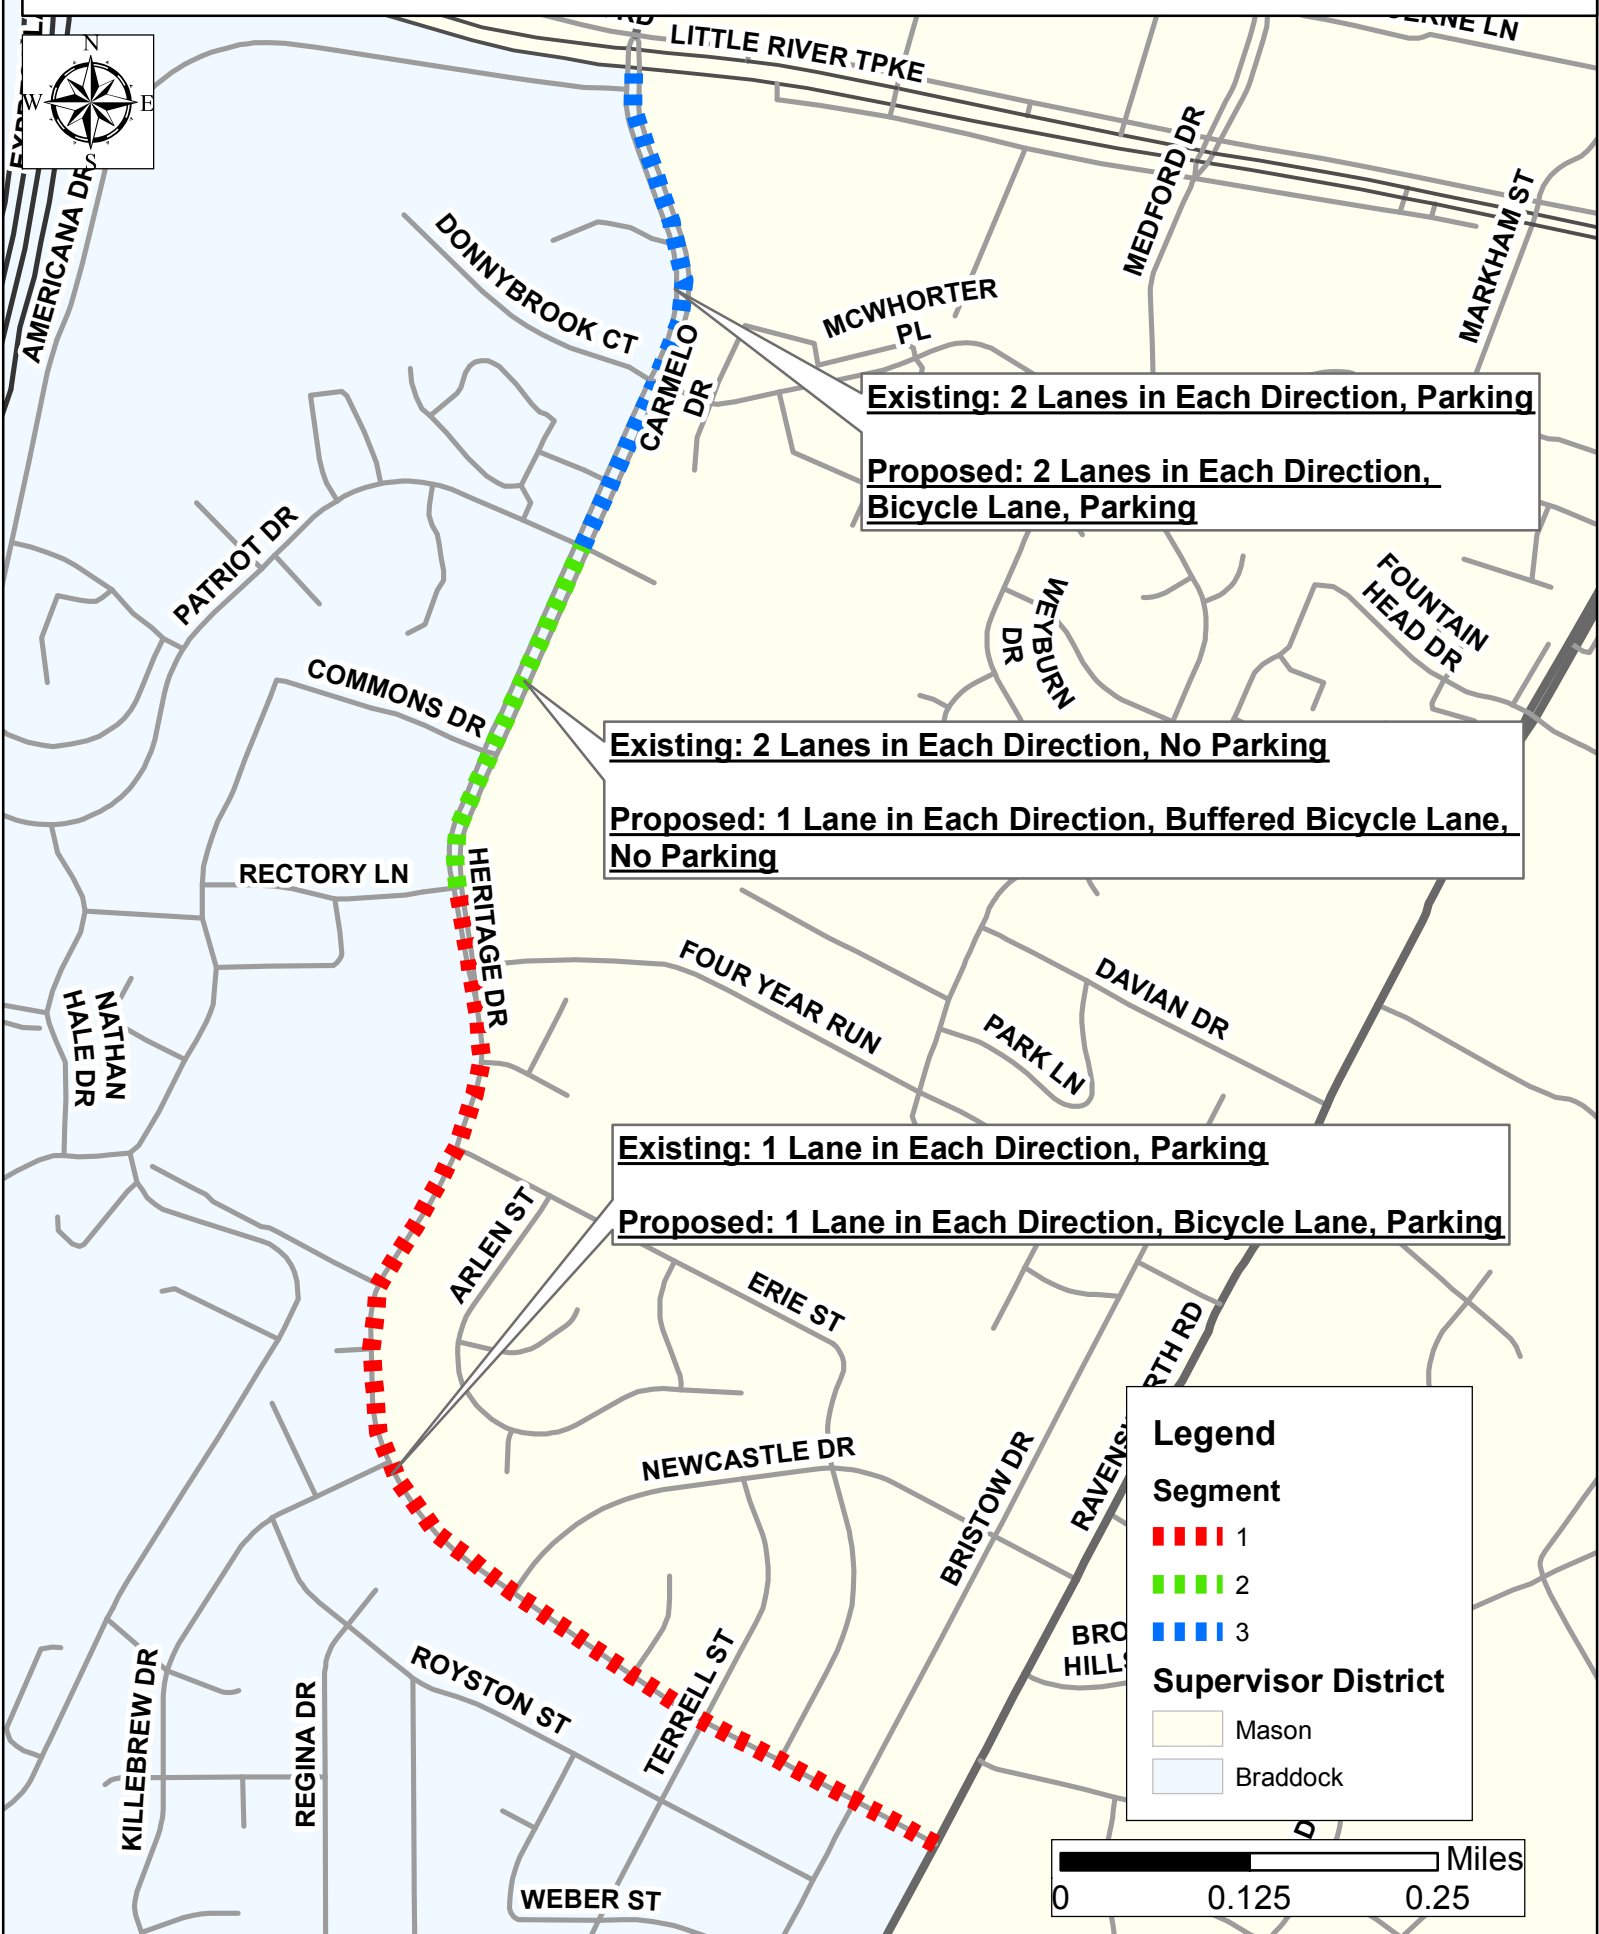 LITTLE RIVER TPKE
N
W
E
S
AMERICANA DR
DONNYBROOK CT
MEDFORD DR
MARKHAM ST
MCWHORTER
PL
CARMELO
DR
Existing: 2 Lanes in Each Direction, Parking
Proposed: 2 Lanes in Each Direction,
Bicycle Lane, Parking
PATRIOT DR
WEYBURN
DR
FOUNTAIN
HEAD DR
COMMONS DR
Existing: 2 Lanes in Each Direction, No Parking
Proposed: 1 Lane in Each Direction, Buffered Bicycle Lane,
No Parking
RECTORY LN
HERITAGE DR
FOUR YEAR RUN
DAVIAN DR
PARK LN
NATHAN
HALE DR
Existing: 1 Lane in Each Direction, Parking
Proposed: 1 Lane in Each Direction, Bicycle Lane, Parking
ARLEN ST
ERIE ST
NEWCASTLE DR
BRISTOW DR
RAVENS
RTH RD
Legend
Segment
1
2
3
Supervisor District
Mason
Braddock
BRO
HILLS
KILLEBREW DR
REGINA DR
ROYSTON ST
TERRELL ST
WEBER ST
D
Miles
0
0.125
0.25